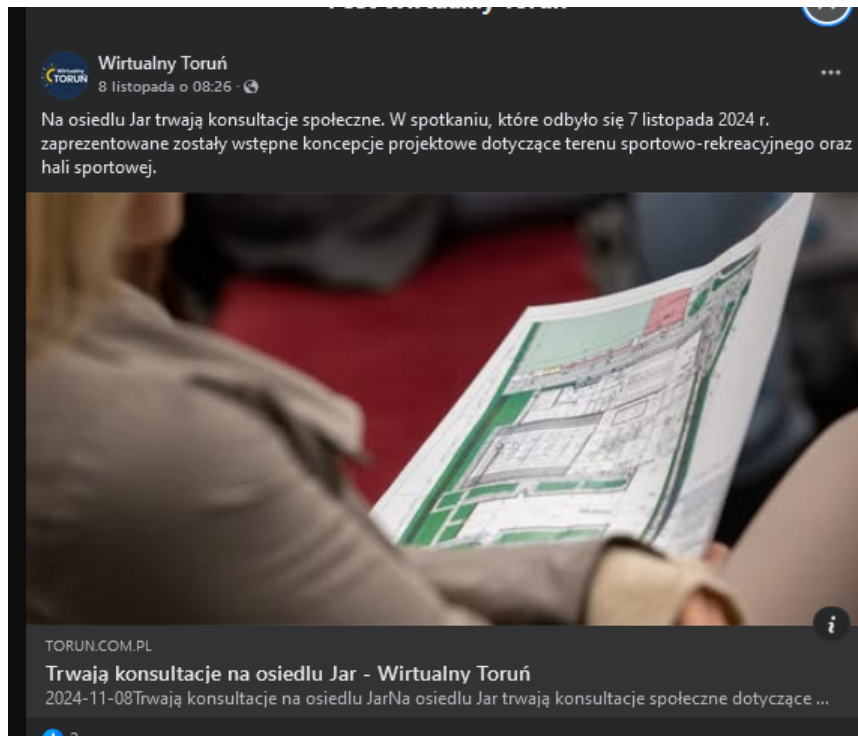 Wirtualny Toruń
8 listopada o 08:26 ·
Na osiedlu Jar trwają konsultacje społeczne. W spotkaniu, które odbyło się 7 listopada 2024 r.
zaprezentowane zostały wstępne koncepcje projektowe dotyczące terenu sportowo-rekreacyjnego oraz
hali sportowej.
TORUN.COM.PL
Trwają konsultacje na osiedlu Jar - Wirtualny Toruń
2024-11-08Trwają konsultacje na osiedlu JarNa osiedlu Jar trwają konsultacje społeczne dotyczące ...